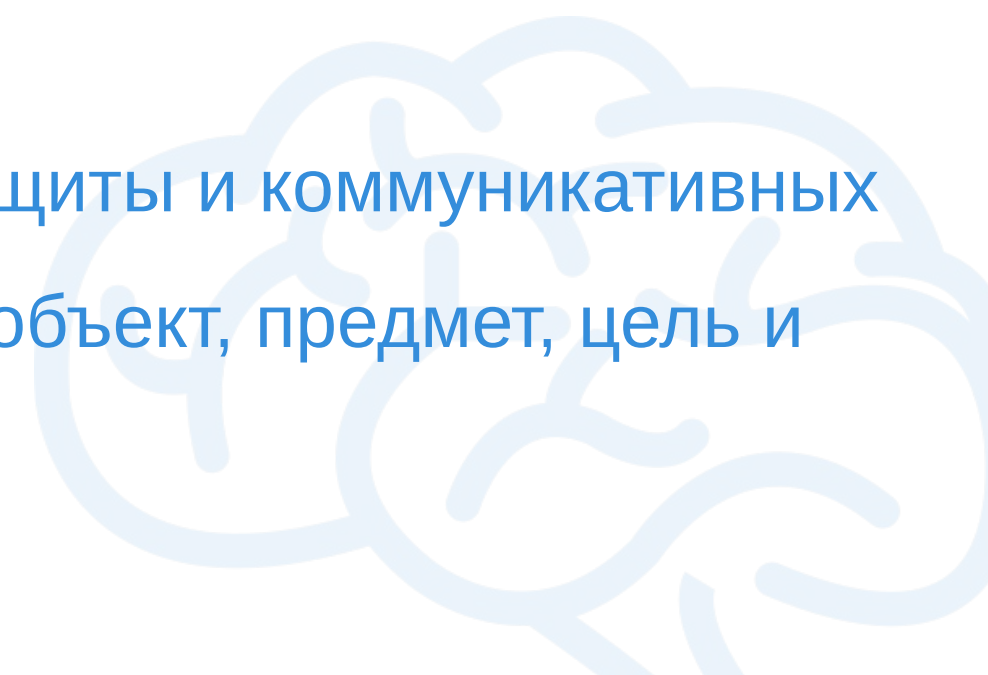 щиты и коммуникативных
объект, предмет, цель и